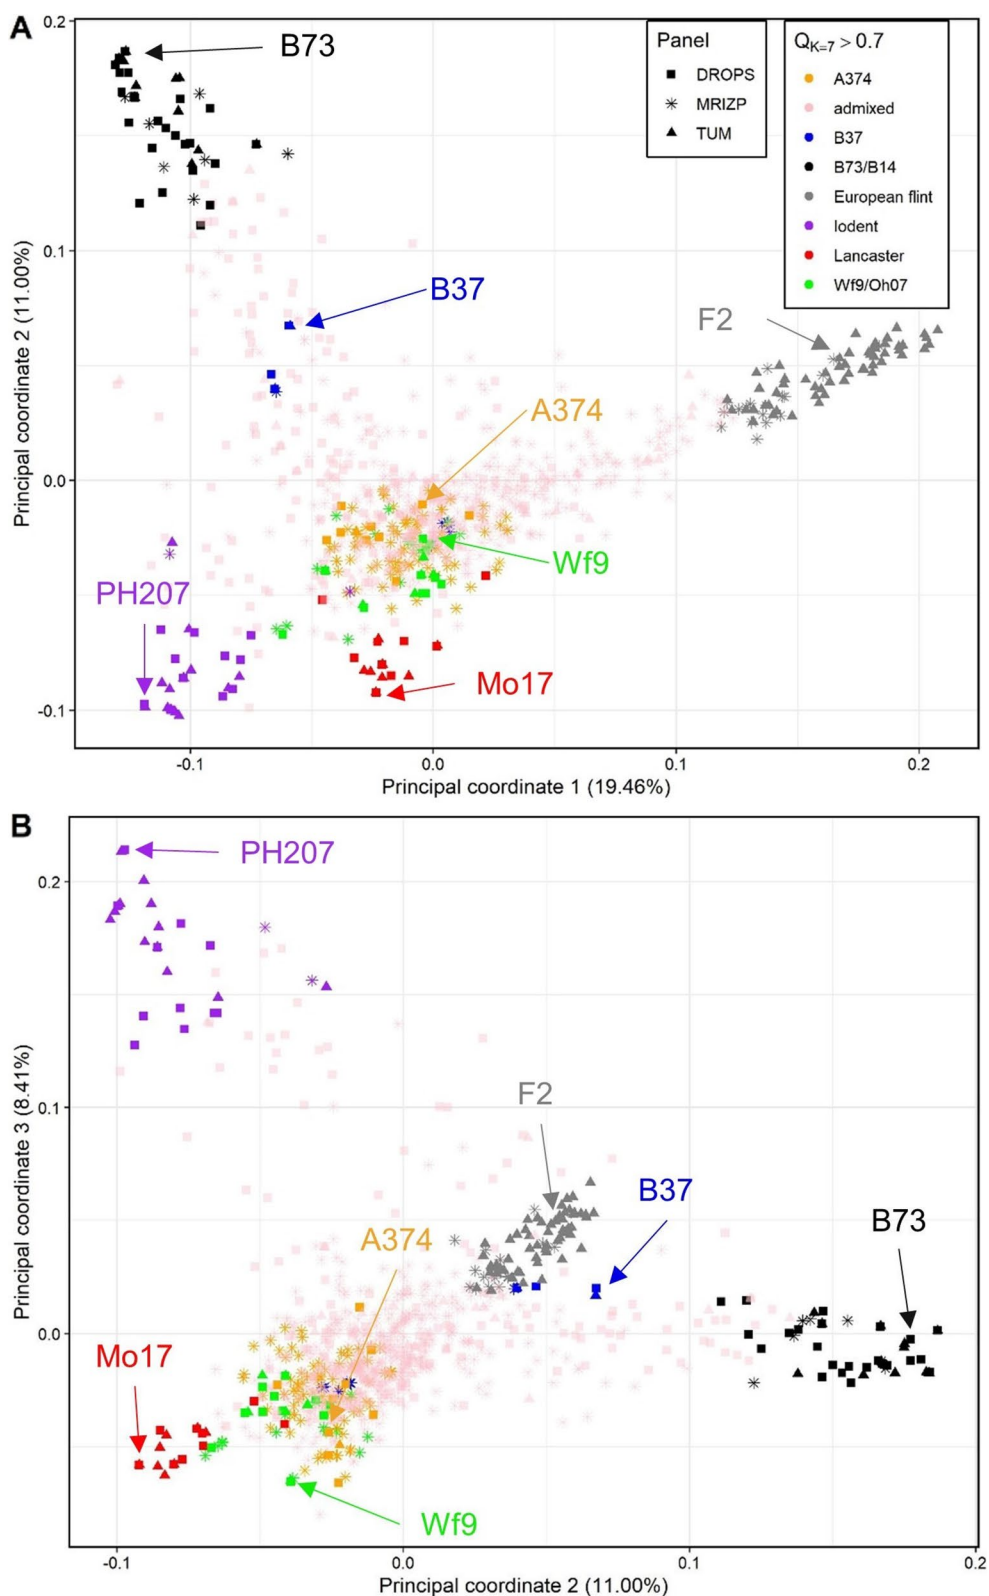 A
0.2
0.1
0.0
-0.1
Principal coordinate 2 (11.00%)
B73
B37
F2
A374
Wf9
PH207
Mo17
Panel
DROPS
MRIZP
TUM
QK=7 > 0.7
A374
admixed
B37
B73/B14
European flint
Iodent
Lancaster
Wf9/Oh07
-0.1
0.0
0.1
0.2
Principal coordinate 1 (19.46%)
B
0.2
0.1
0.0
Principal coordinate 3 (8.41%)
PH207
F2
B37
B73
A374
Mo17
Wf9
-0.1
0.0
0.1
0.2
Principal coordinate 2 (11.00%)